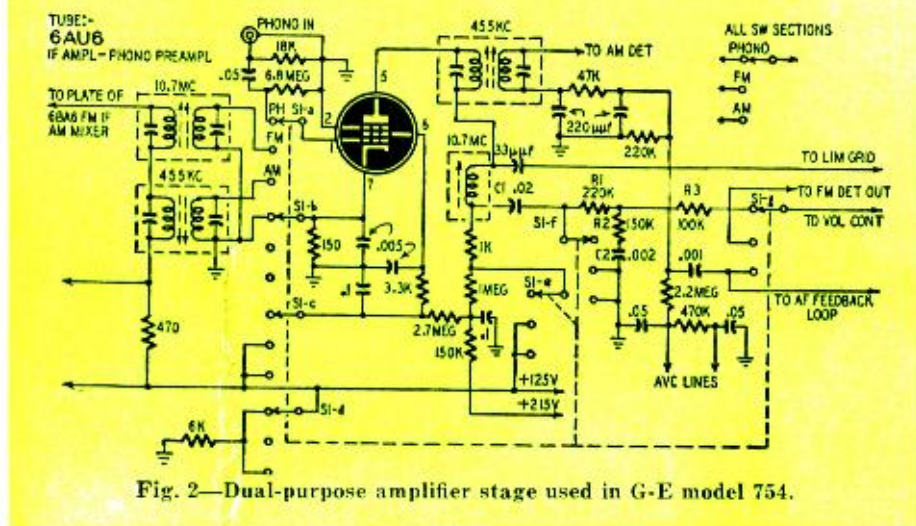 TUBE:-
6AU6
IF AMPL-PHONO PREAMPL
PHONO IN
18K
.05
6.8 MEG
10.7MC
TO PLATE OF
6BA6 FM IF
AM MIXER
PH
S1-a
FM
AM
455KC
S1-b
S1-c
470
S1-d
6K
2
1
5
6
7
150
.005
.1
3.3K
2.7MEG
455KC
TO AM DET
47K
220µµf
220K
10.7MC
33µµf
C1 .02
1K
1MEG
S1-e
.1
150K
+125V
+215V
ALL SW SECTIONS
PHONO
FM
AM
TO LIM GRID
R1
220K
S1-f
R2
150K
C2
.002
R3
100K
TO FM DET OUT
TO VOL CONT
.001
2.2MEG
TO AF FEEDBACK
LOOP
.05
470K
.05
AVC LINES
Fig. 2—Dual-purpose amplifier stage used in G-E model 754.